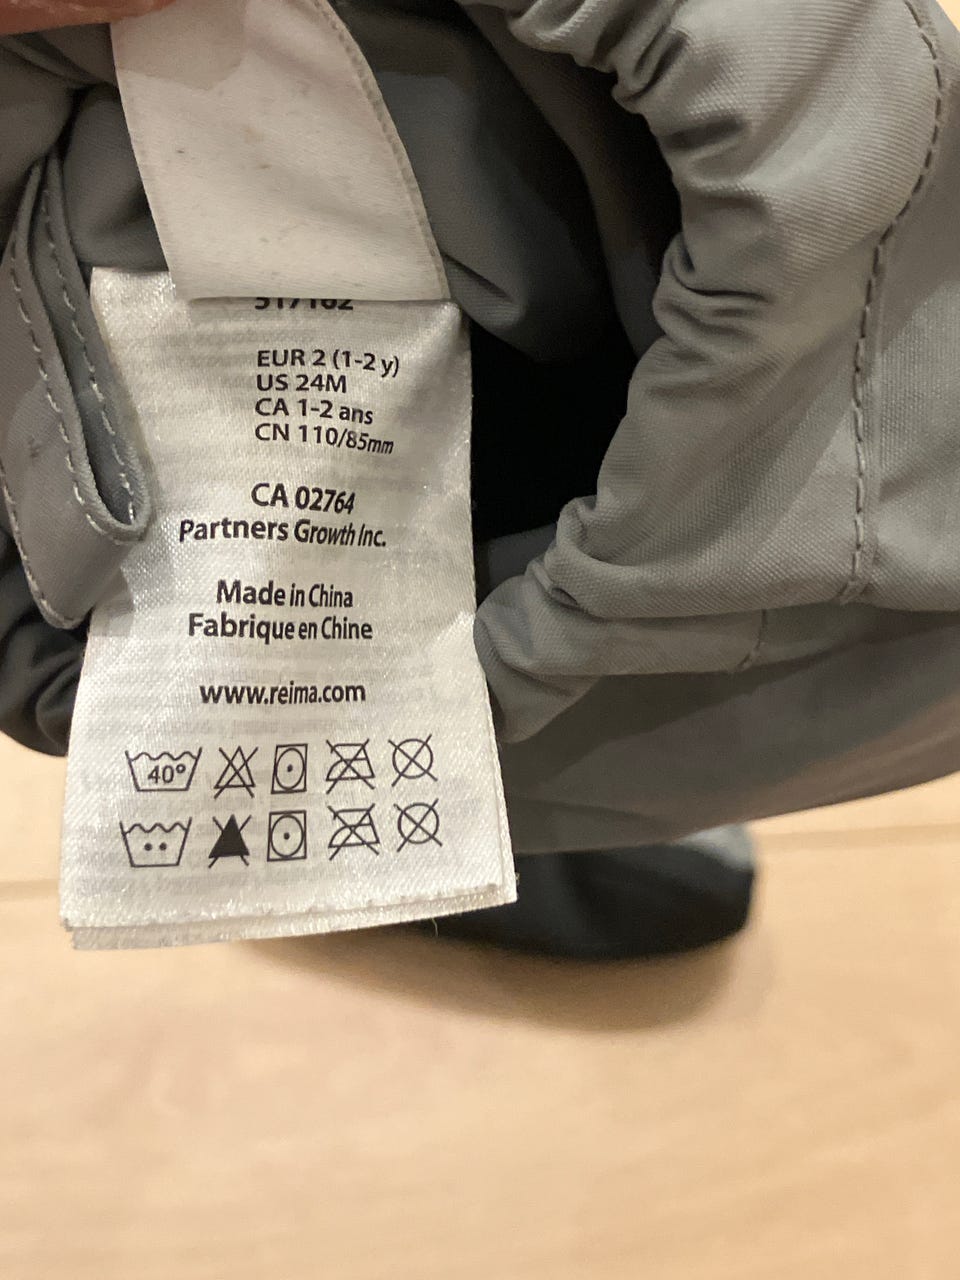 EUR 2 (1-2 y)
US 24M
CA 1-2 ans
CN 110/85mm
CA 02764
Partners Growth Inc.
Made in China
Fabrique en Chine
www.reima.com
40°